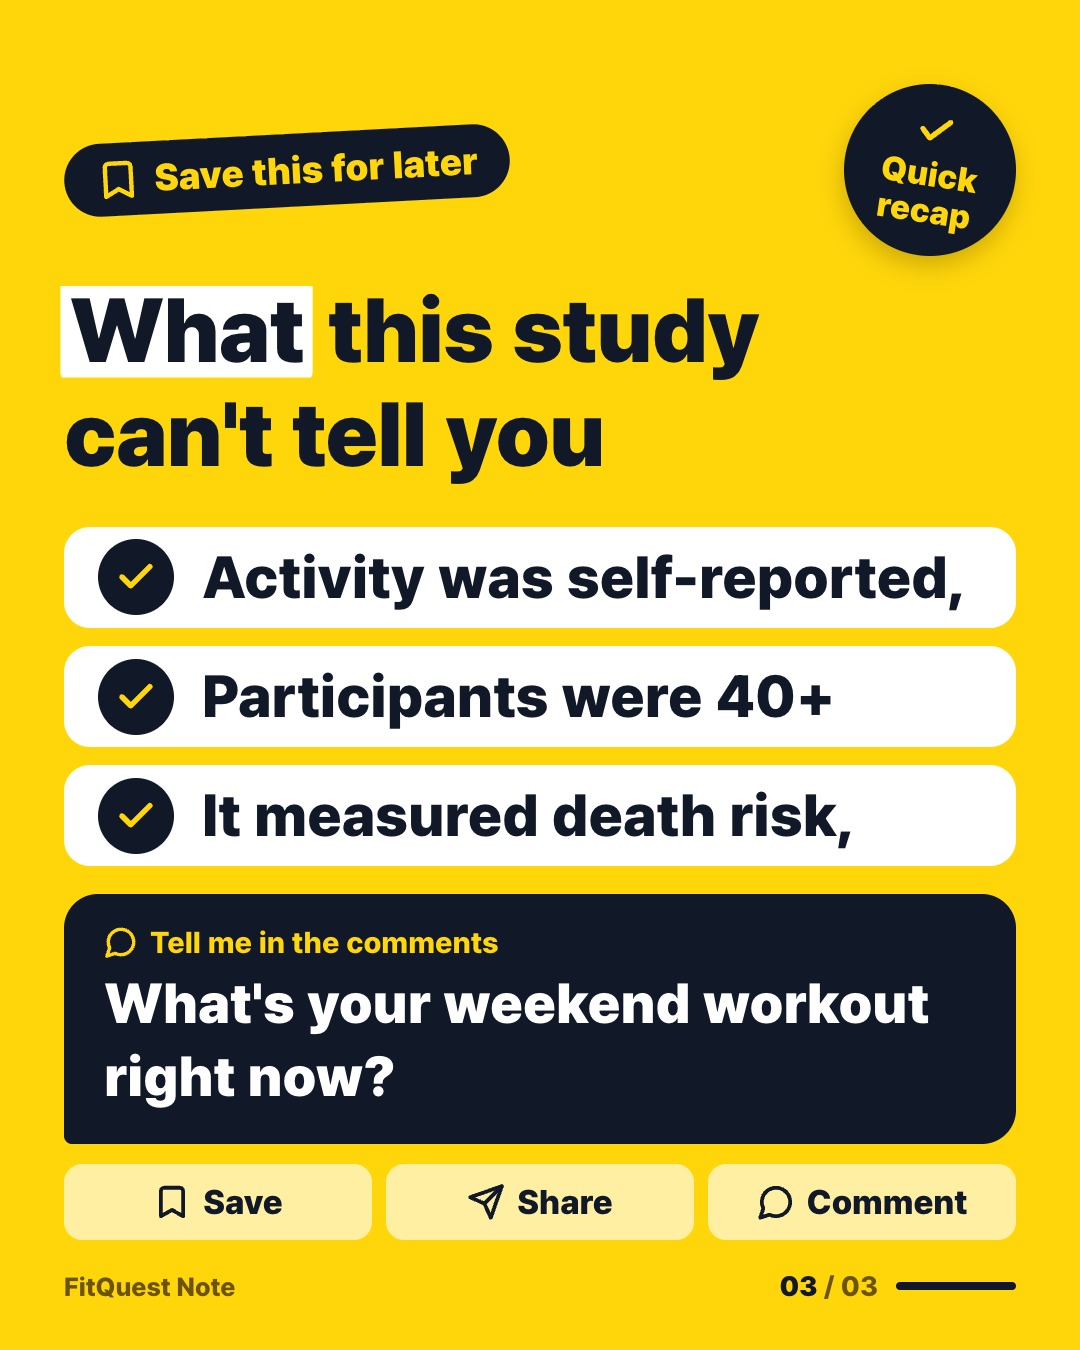 Save this for later
Quick
recap
What this study
can't tell you
Activity was self-reported,
Participants were 40+
It measured death risk,
Tell me in the comments
What's your weekend workout
right now?
Save
Share
Comment
FitQuest Note
03 / 03